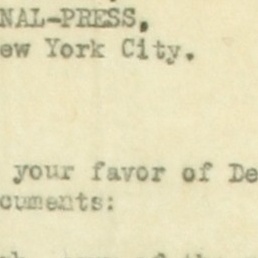 NAL-PRESS,
ew York City.
your favor of De
cuments: